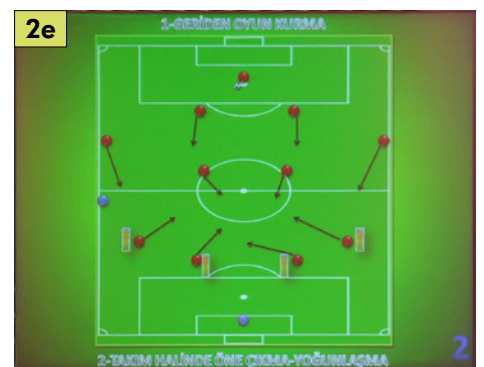 2e
1-GERİDEN OYUN KURMA
2-TAKIM HALİNDE ÖNE ÇIKMA-YOĞUNLAŞMA
2